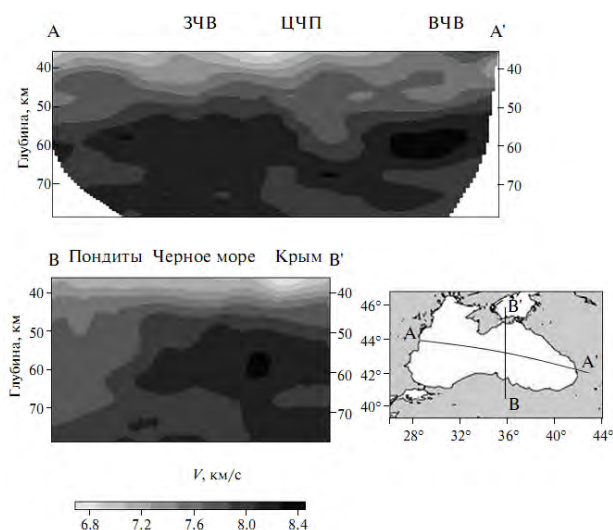 A ЗЧВ ЦЧП ВЧВ A'
Глубина, км
40 40
50 50
60 60
70 70
B Пондиты Черное море Крым B'
Глубина, км
40 40
50 50
60 60
70 70
V, км/с
6.8 7.2 7.6 8.0 8.4
46°
44°
42°
40°
B'
A
A'
B
28° 32° 36° 40° 44°